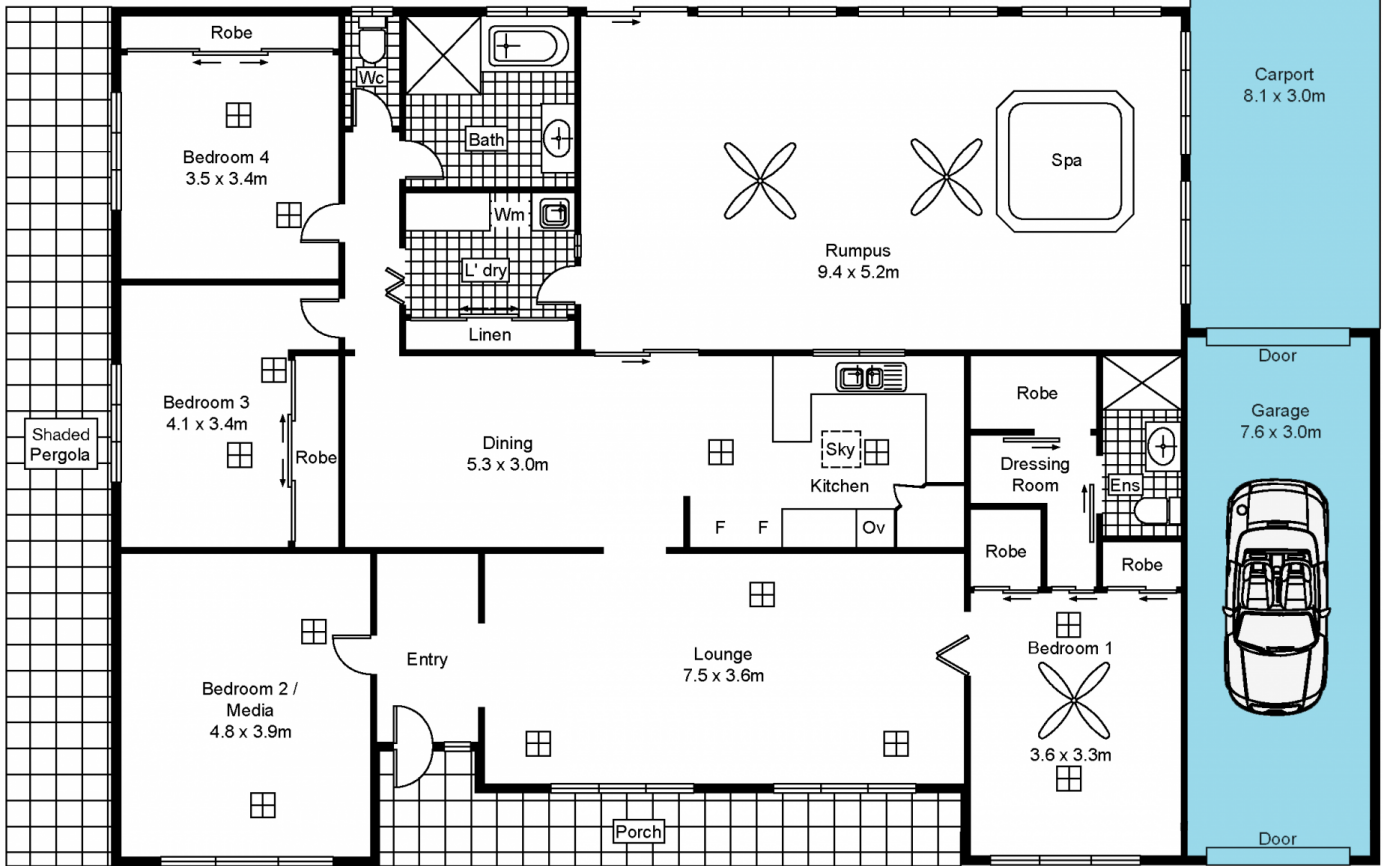 Robe
Wc
Bath
Bedroom 4
3.5 x 3.4m
Wm
L' dry
Linen
Spa
Rumpus
9.4 x 5.2m
Carport
8.1 x 3.0m
Door
Garage
7.6 x 3.0m
Bedroom 3
4.1 x 3.4m
Robe
Shaded
Pergola
Dining
5.3 x 3.0m
Sky
Kitchen
F F Ov
Robe
Dressing
Room
Ens
Robe
Robe
Bedroom 2 /
Media
4.8 x 3.9m
Entry
Lounge
7.5 x 3.6m
Bedroom 1
3.6 x 3.3m
Porch
Door